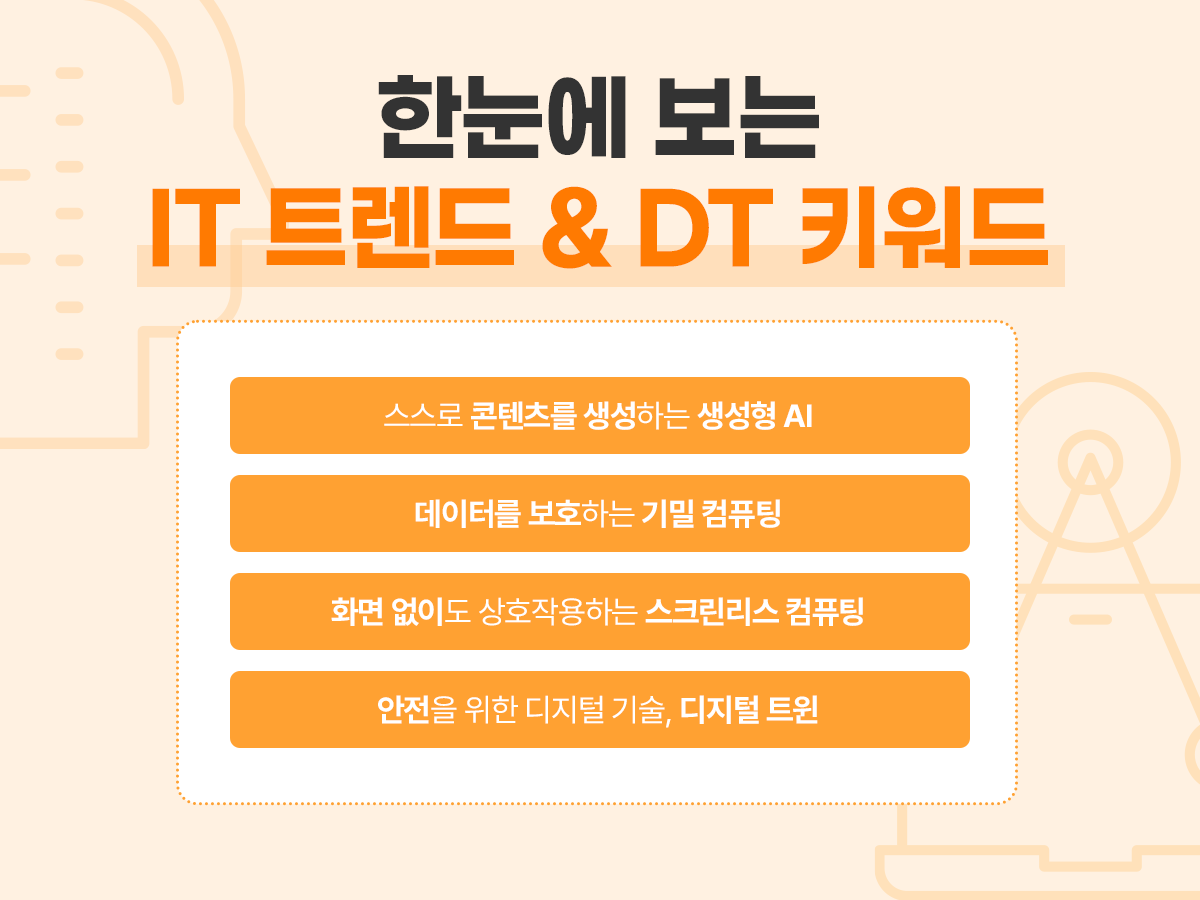 한눈에 보는
IT 트렌드 & DT 키워드
스스로 콘텐츠를 생성하는 생성형 AI
데이터를 보호하는 기밀 컴퓨팅
화면 없이도 상호작용하는 스크린리스 컴퓨팅
안전을 위한 디지털 기술, 디지털 트윈